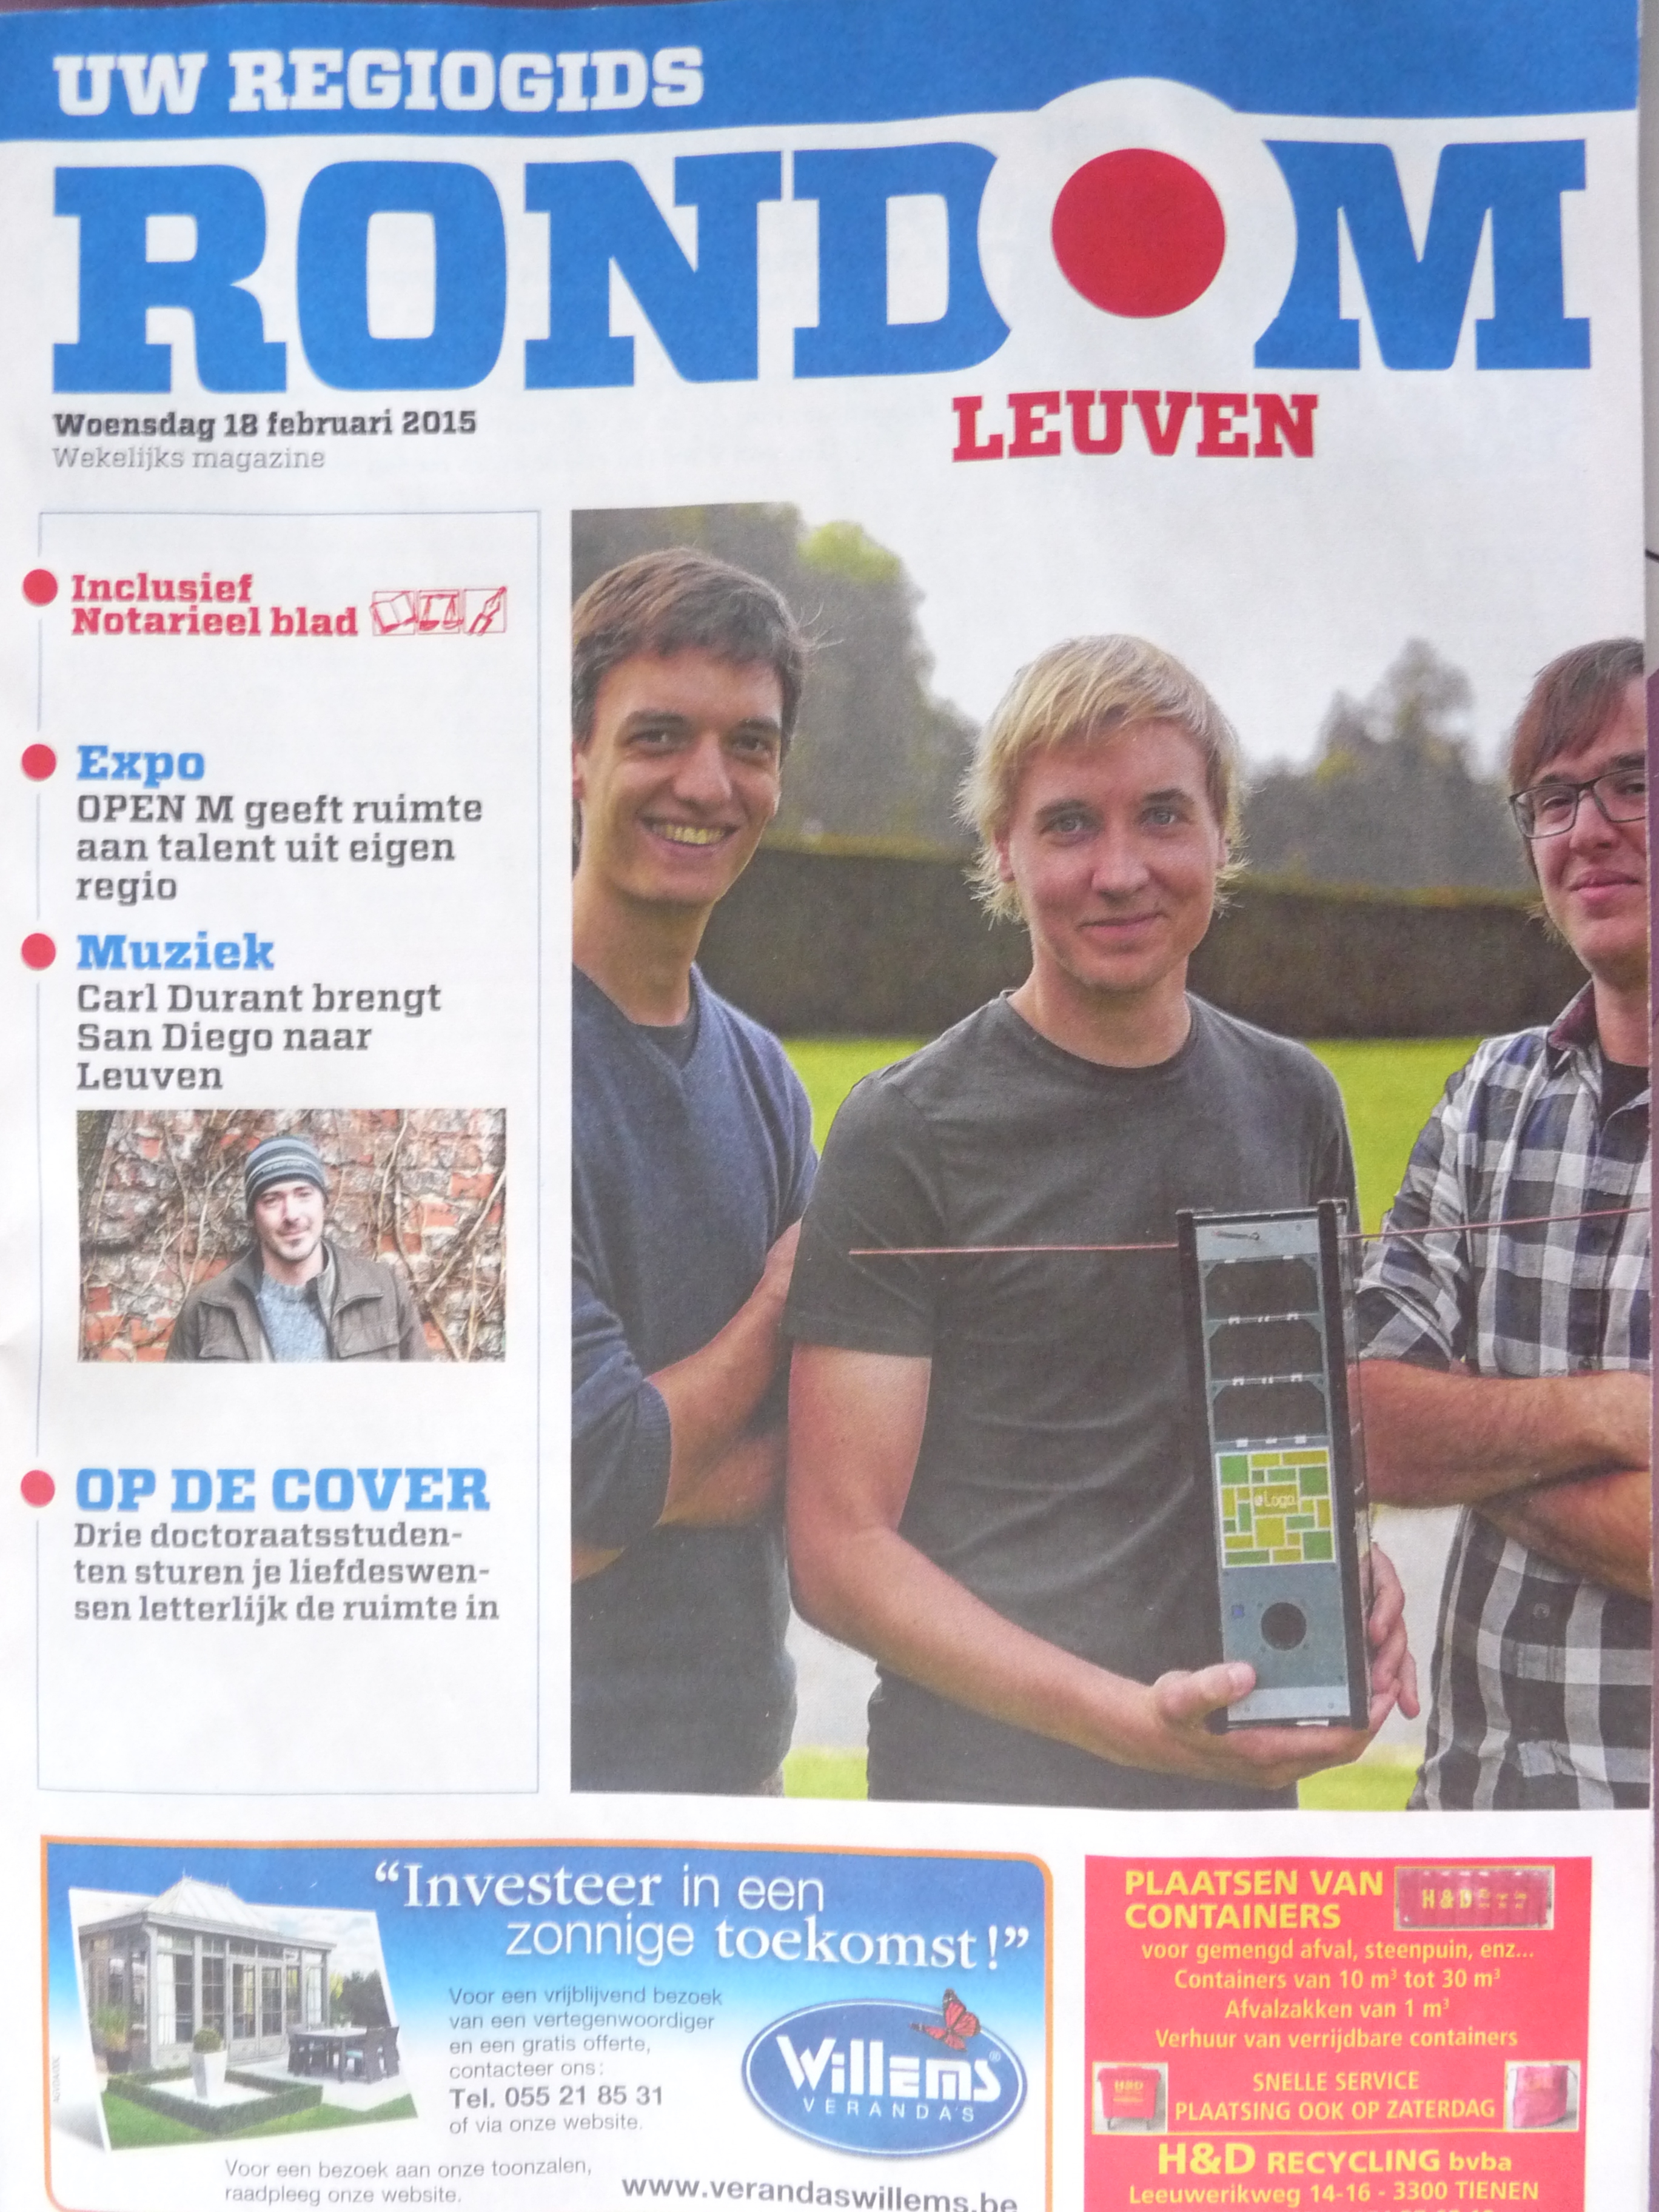 UW REGIOGIDS
RONDOM
LEUVEN
Woensdag 18 februari 2015
Wekelijks magazine
Inclusief
Notarieel blad
Expo
OPEN M geeft ruimte
aan talent uit eigen
regio
Muziek
Carl Durant brengt
San Diego naar
Leuven
OP DE COVER
Drie doctoraatsstuden-
ten sturen je liefdeswen-
sen letterlijk de ruimte in
Logo
"Investeer in een
zonnige toekomst!"
Voor een vrijblijvend bezoek
van een vertegenwoordiger
en een gratis offerte,
contacteer ons:
Tel. 055 21 85 31
of via onze website.
Willems®
VERANDA'S
Voor een bezoek aan onze toonzalen,
raadpleeg onze website.
www.verandaswillems.be
PLAATSEN VAN
CONTAINERS
H&D
voor gemengd afval, steenpuin, enz...
Containers van 10 m³ tot 30 m³
Afvalzakken van 1 m³
Verhuur van verrijdbare containers
H&D
SNELLE SERVICE
PLAATSING OOK OP ZATERDAG
H&D RECYCLING bvba
Leeuwerikweg 14-16 - 3300 TIENEN